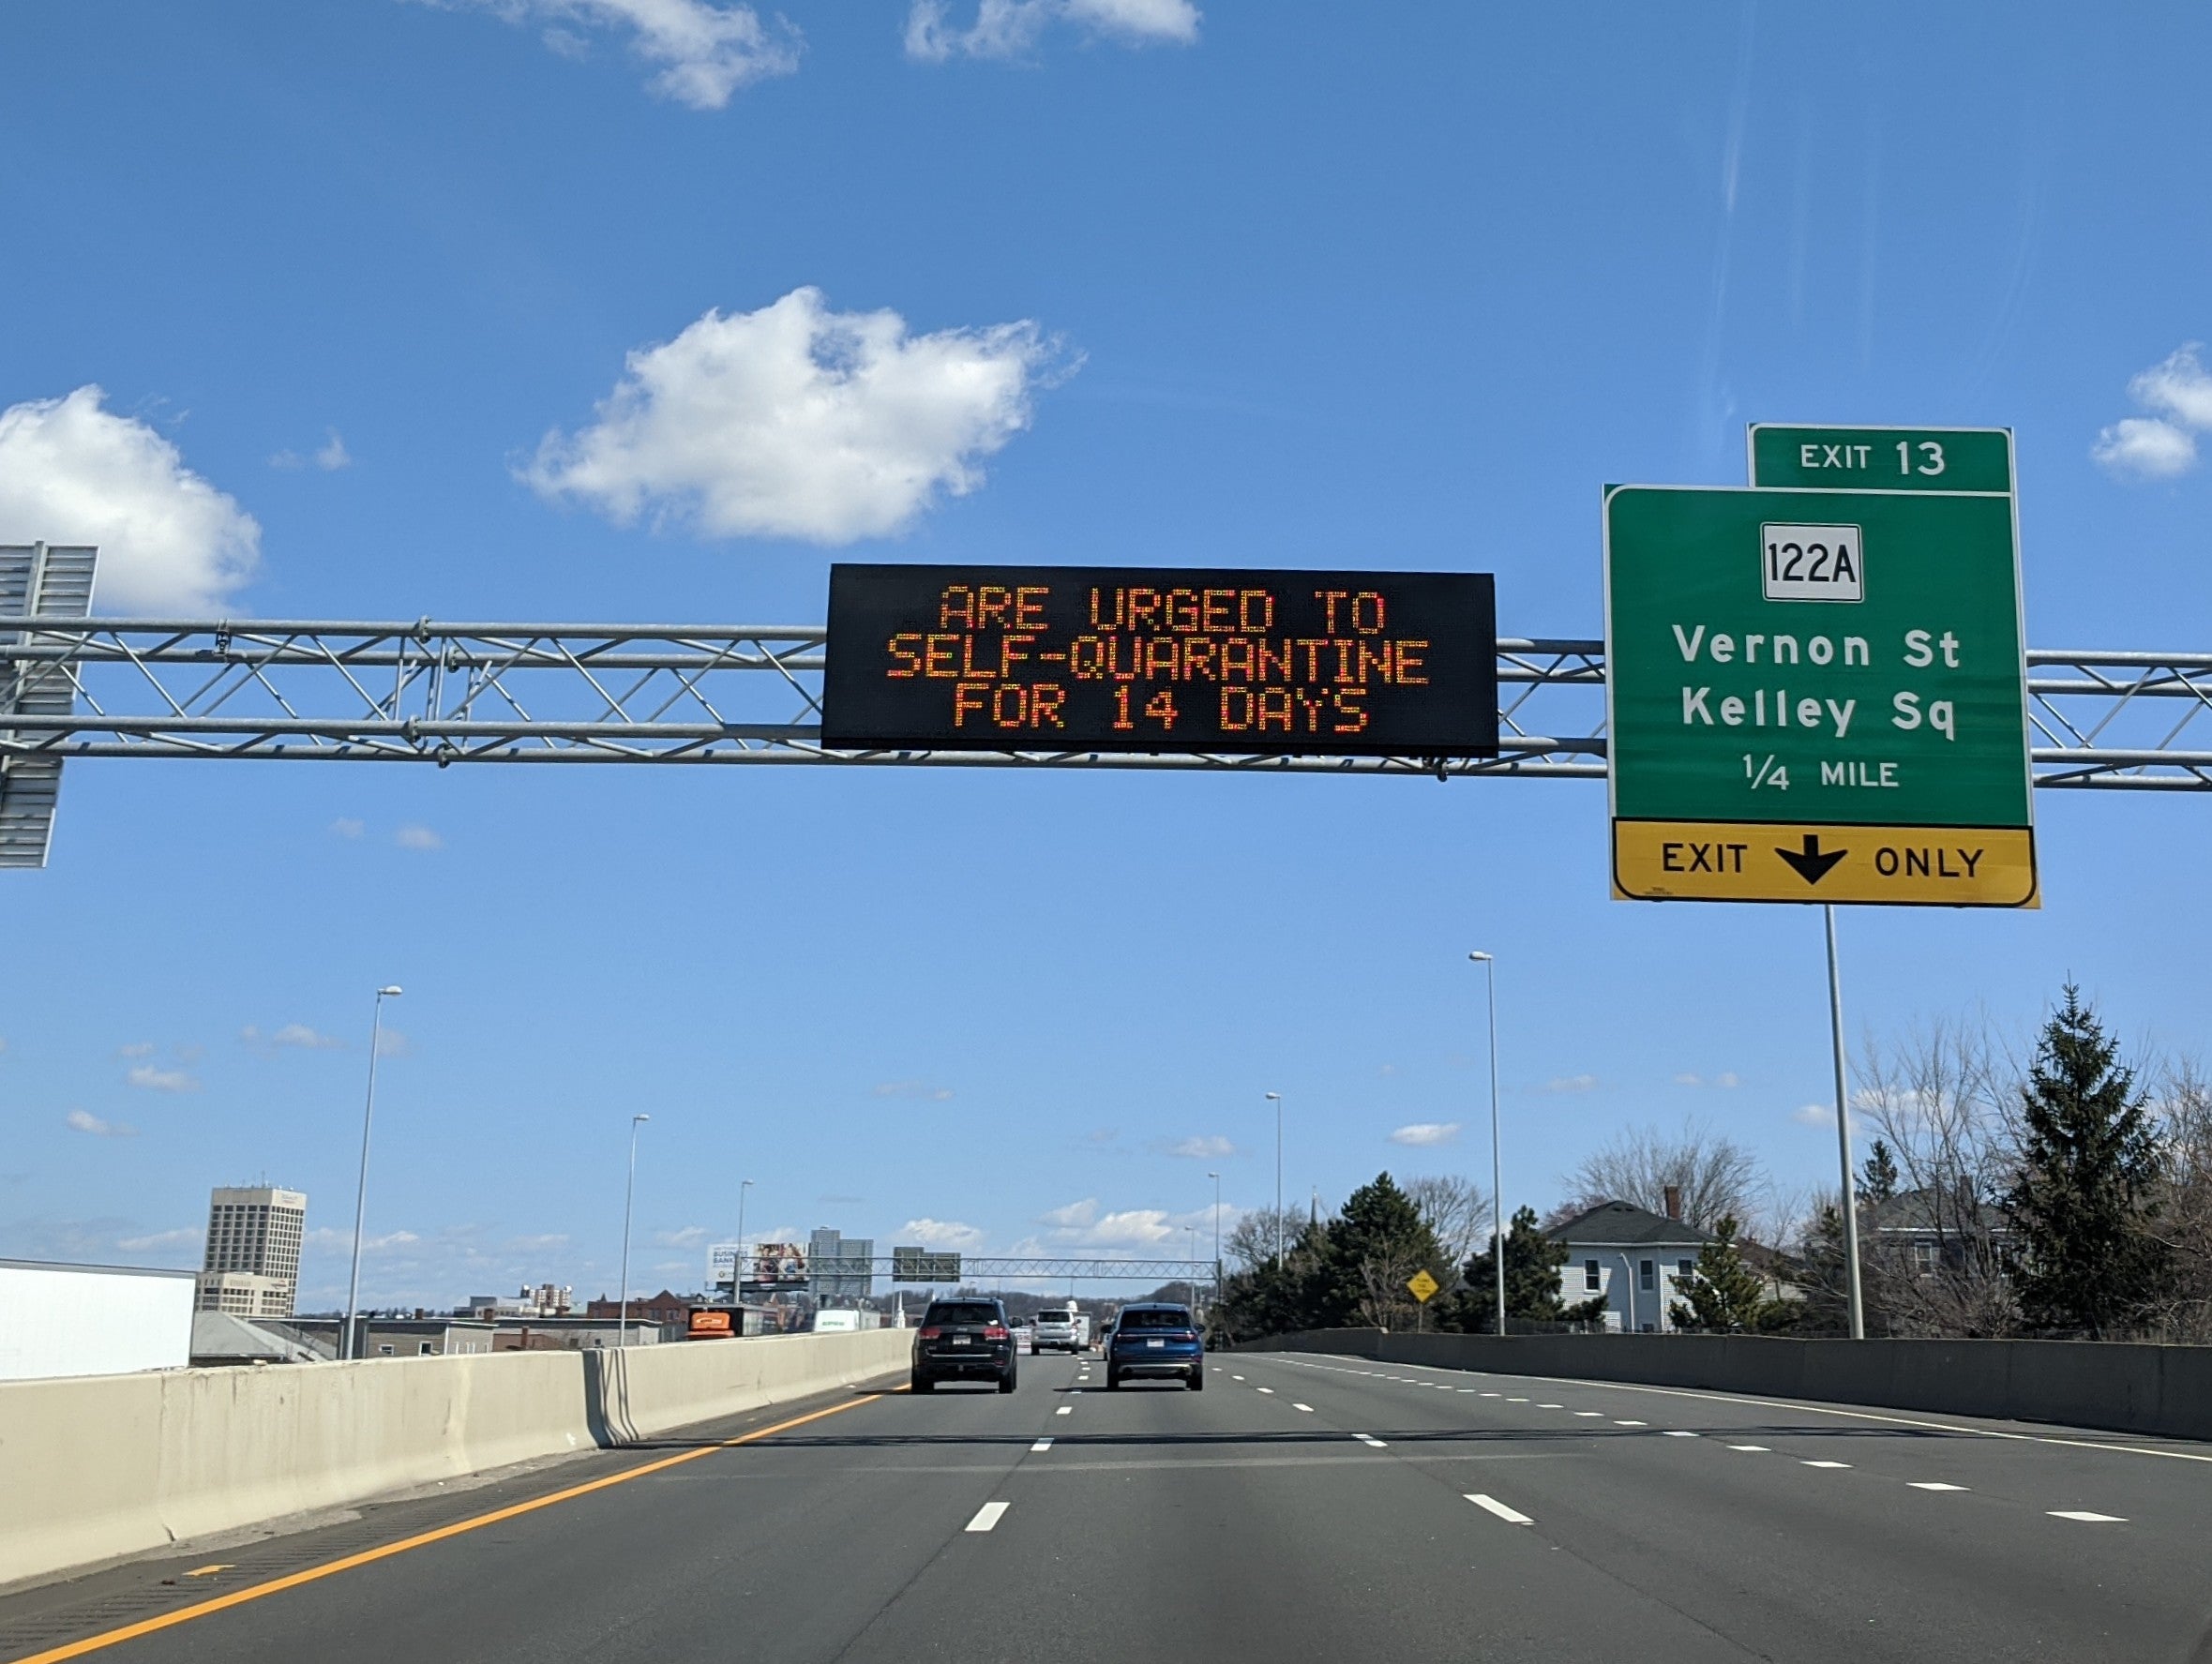 ARE URGED TO
SELF-QUARANTINE
FOR 14 DAYS
EXIT 13
122A
Vernon St
Kelley Sq
1/4 MILE
EXIT ONLY